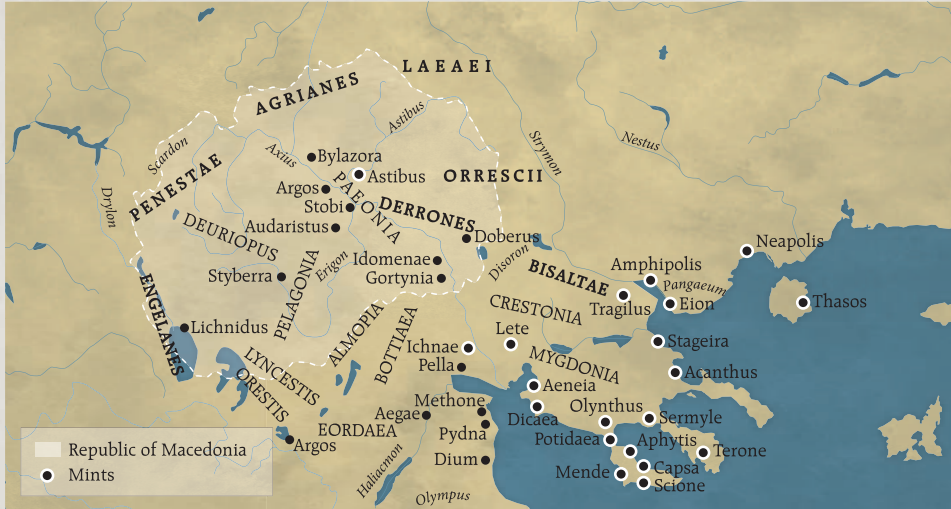 LAEAEI
AGRIANES
Astibus
Strymon
Nestus
Scardon
Axius
Bylazora
Astibus
PENESTAE
Argos
PAEONIA
ORRESCII
Drylon
Stobi
DERRONES
DEURIOPUS
Audaristus
Doberus
Neapolis
Styberra
PELAGONIA
Erigon
Idomenae
Gortynia
Disoron
BISALTAE
Amphipolis
Pangaeum
Tragilus
Eion
Thasos
ENGELANES
Lichnidus
ALMOPIA
BOTTIAEA
CRESTONIA
Lete
Stageira
LYNCESTIS
Ichnae
Pella
MYGDONIA
Acanthus
ORESTIS
Aeneia
Methone
Dicaea
Olynthus
Sermyle
Aegae
EORDAEA
Pydna
Potidaea
Aphytis
Terone
Argos
Dium
Mende
Capsa
Scione
Haliacmon
Olympus
Republic of Macedonia
Mints